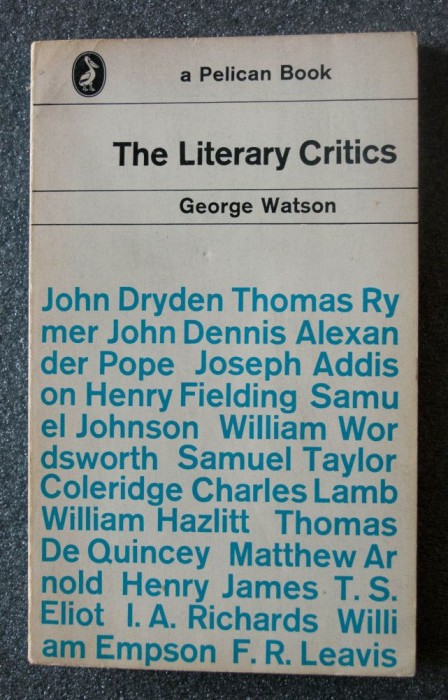 a Pelican Book
The Literary Critics
George Watson
John Dryden Thomas Ry
mer John Dennis Alexan
der Pope Joseph Addis
on Henry Fielding Samu
el Johnson William Wor
dsworth Samuel Taylor
Coleridge Charles Lamb
William Hazlitt Thomas
De Quincey Matthew Ar
nold Henry James T. S.
Eliot I. A. Richards Willi
am Empson F. R. Leavis